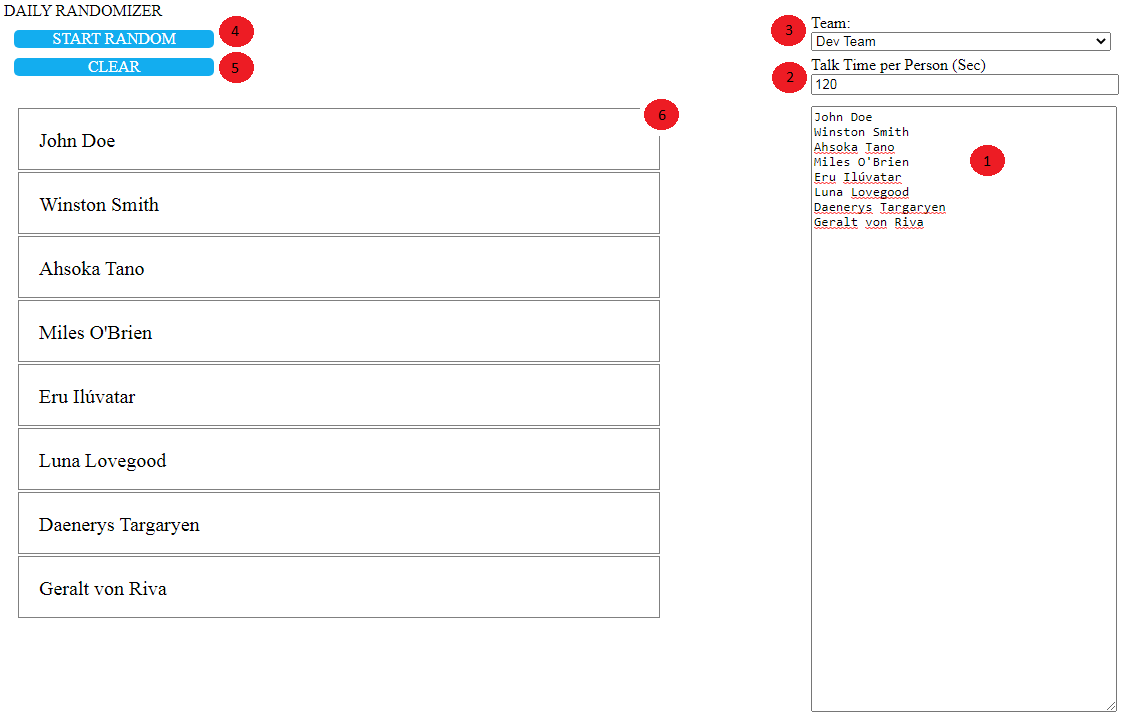 DAILY RANDOMIZER
START RANDOM
4
CLEAR
5
6
John Doe
Winston Smith
Ahsoka Tano
Miles O'Brien
Eru Ilúvatar
Luna Lovegood
Daenerys Targaryen
Geralt von Riva
3
Team:
Dev Team
Talk Time per Person (Sec)
2
120
John Doe
Winston Smith
Ahsoka Tano
1
Miles O'Brien
Eru Ilúvatar
Luna Lovegood
Daenerys Targaryen
Geralt von Riva